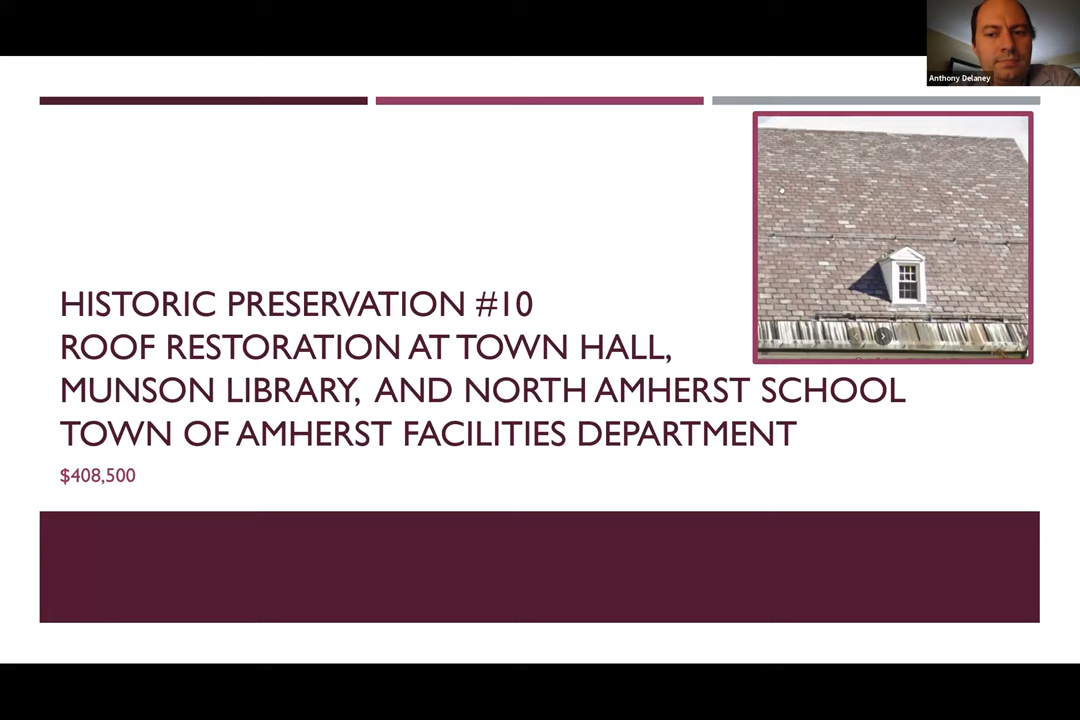 Anthony Delaney
HISTORIC PRESERVATION #10
ROOF RESTORATION AT TOWN HALL,
MUNSON LIBRARY, AND NORTH AMHERST SCHOOL
TOWN OF AMHERST FACILITIES DEPARTMENT
$408,500